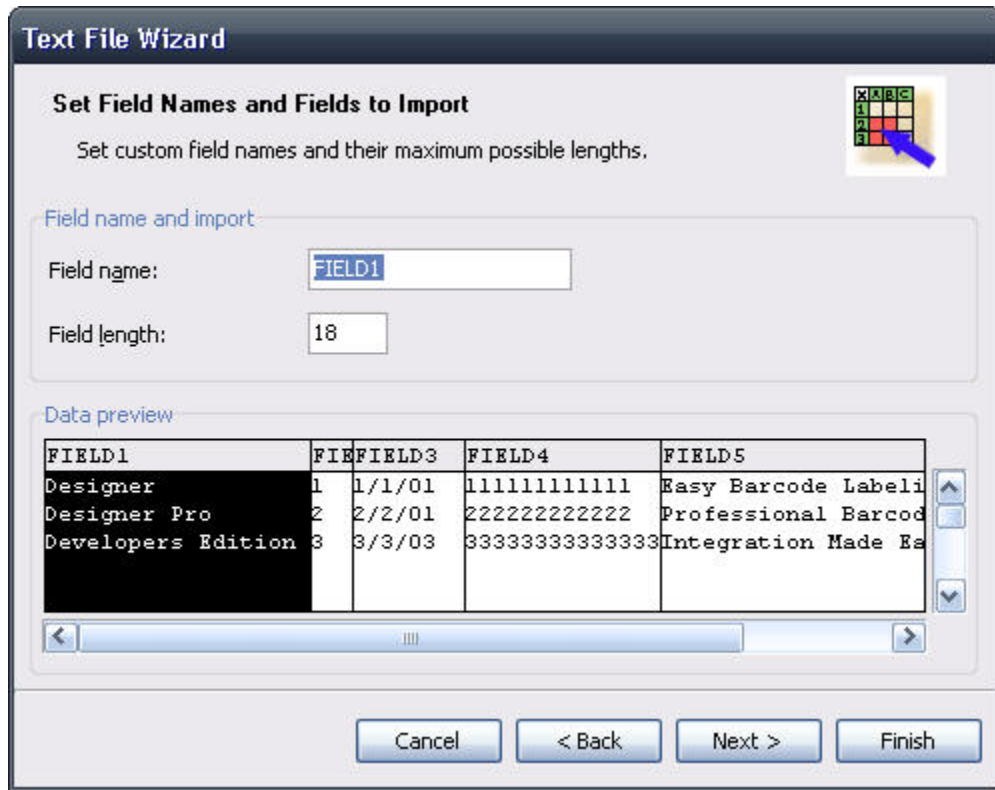 Text File Wizard
Set Field Names and Fields to Import
Set custom field names and their maximum possible lengths.
X A B C
1
2
3
Field name and import
Field name: FIELD1
Field length: 18
Data preview
FIELD1 FIE FIELD3 FIELD4 FIELD5
Designer 1 1/1/01 111111111111 Easy Barcode Labeli
Designer Pro 2 2/2/01 222222222222 Professional Barcod
Developers Edition 3 3/3/03 33333333333333 Integration Made Ea
Cancel < Back Next > Finish